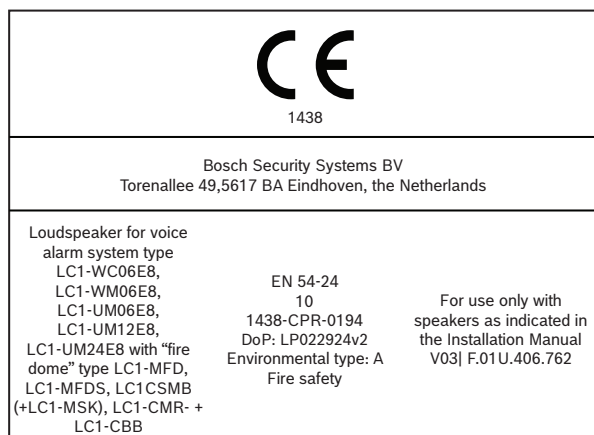 CE
1438
Bosch Security Systems BV
Torenallee 49,5617 BA Eindhoven, the Netherlands
Loudspeaker for voice
alarm system type
LC1-WC06E8,
LC1-WM06E8,
LC1-UM06E8,
LC1-UM12E8,
LC1-UM24E8 with “fire
dome” type LC1-MFD,
LC1-MFDS, LC1CSMB
(+LC1-MSK), LC1-CMR- +
LC1-CBB
EN 54-24
10
1438-CPR-0194
DoP: LP022924v2
Environmental type: A
Fire safety
For use only with
speakers as indicated in
the Installation Manual
V03| F.01U.406.762